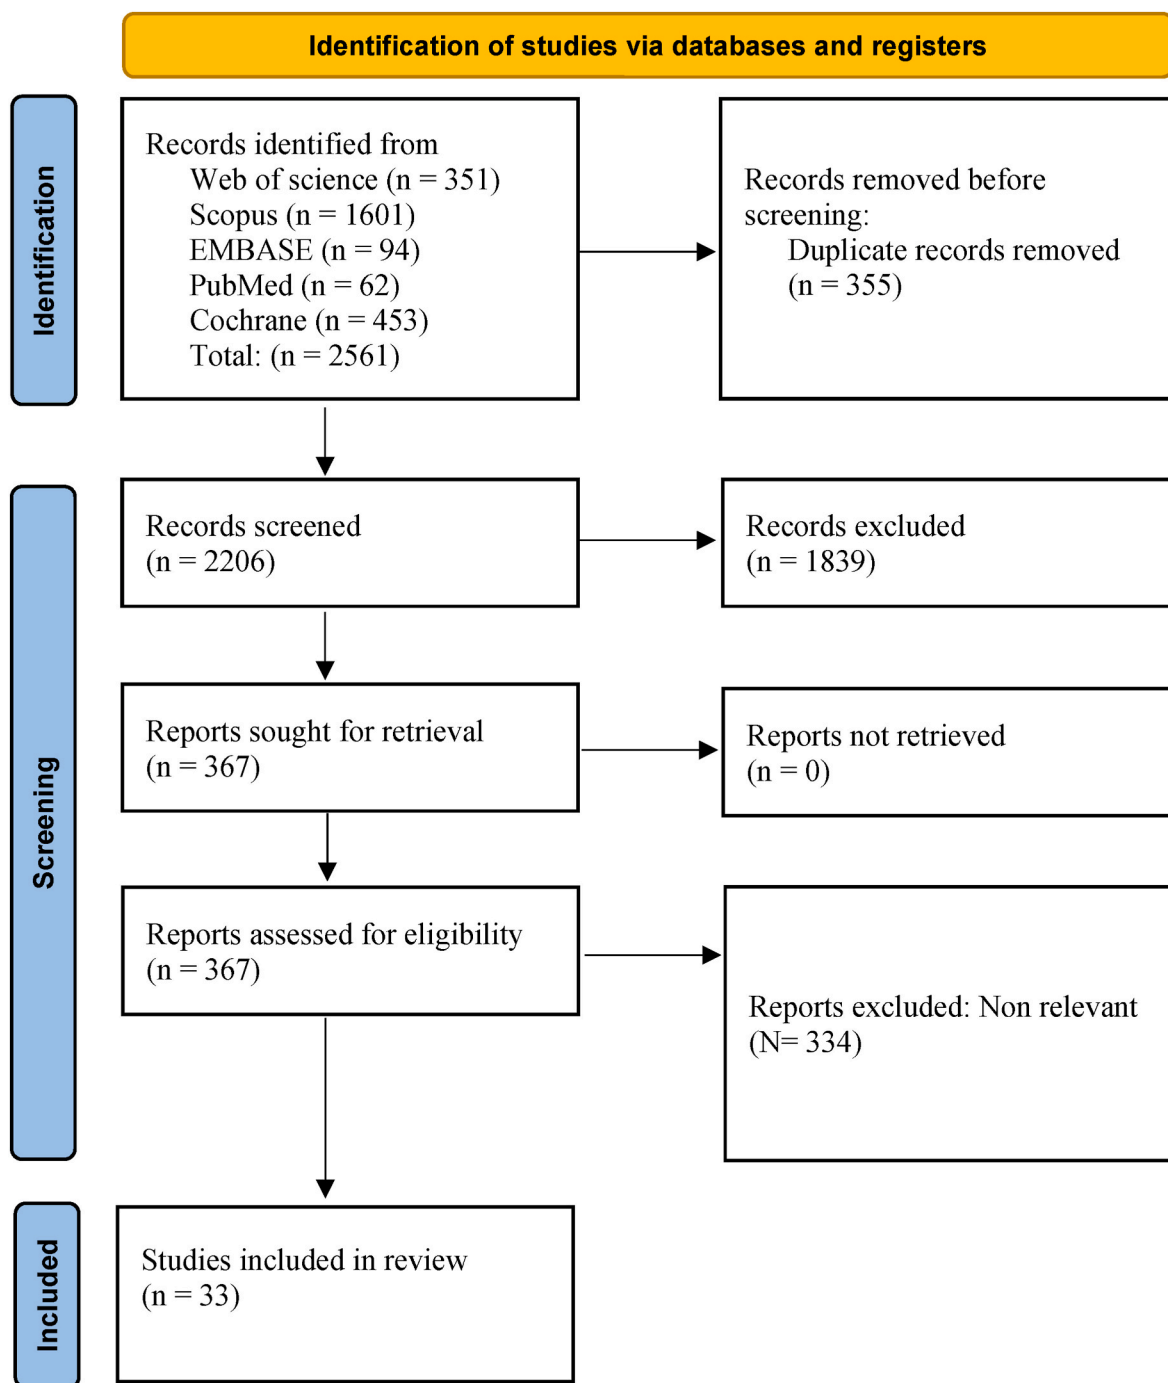 Identification of studies via databases and registers
Identification
Records identified from
Web of science (n = 351)
Scopus (n = 1601)
EMBASE (n = 94)
PubMed (n = 62)
Cochrane (n = 453)
Total: (n = 2561)
Records removed before
screening:
Duplicate records removed
(n = 355)
Screening
Records screened
(n = 2206)
Records excluded
(n = 1839)
Reports sought for retrieval
(n = 367)
Reports not retrieved
(n = 0)
Reports assessed for eligibility
(n = 367)
Reports excluded: Non relevant
(N= 334)
Included
Studies included in review
(n = 33)